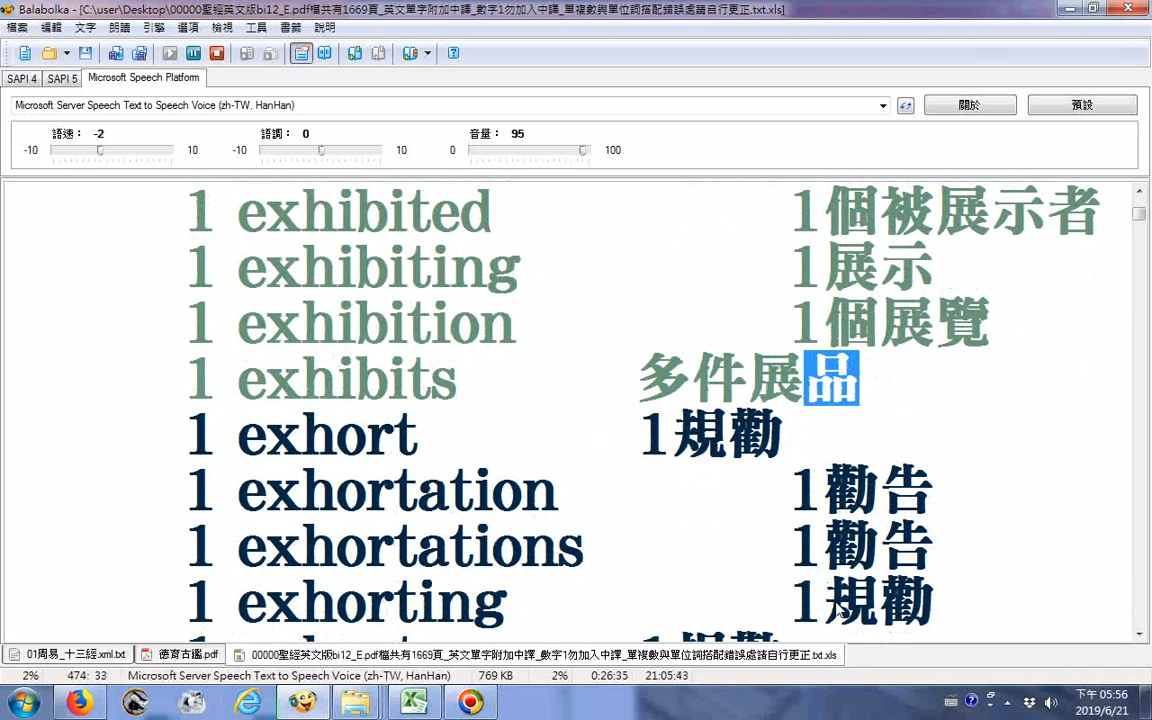 Balabolka - [C:\user\Desktop\00000聖經英文版bi12_E.pdf檔共有1669頁_英文單字附加中譯_數字1勿加入中譯_單複數與單位詞搭配錯誤處請自行更正.txt.xls]
檔案 編輯 文字 朗讀 引擎 選項 檢視 工具 書籤 說明
SAPI 4 SAPI 5 Microsoft Speech Platform
Microsoft Server Speech Text to Speech Voice (zh-TW, HanHan) 關於 預設
語速： -2 語調： 0 音量： 95
-10 10 -10 10 0 100
1 exhibited 1個被展示者
1 exhibiting 1展示
1 exhibition 1個展覽
1 exhibits 多件展品
1 exhort 1規勸
1 exhortation 1勸告
1 exhortations 1勸告
1 exhorting 1規勸
01周易_十三經.xml.txt 德育古鑑.pdf 00000聖經英文版bi12_E.pdf檔共有1669頁_英文單字附加中譯_數字1勿加入中譯_單複數與單位詞搭配錯誤處請自行更正.txt.xls
2% 474: 33 Microsoft Server Speech Text to Speech Voice (zh-TW, HanHan) 769 KB 2% 0:26:35 21:05:43
下午 05:56
2019/6/21